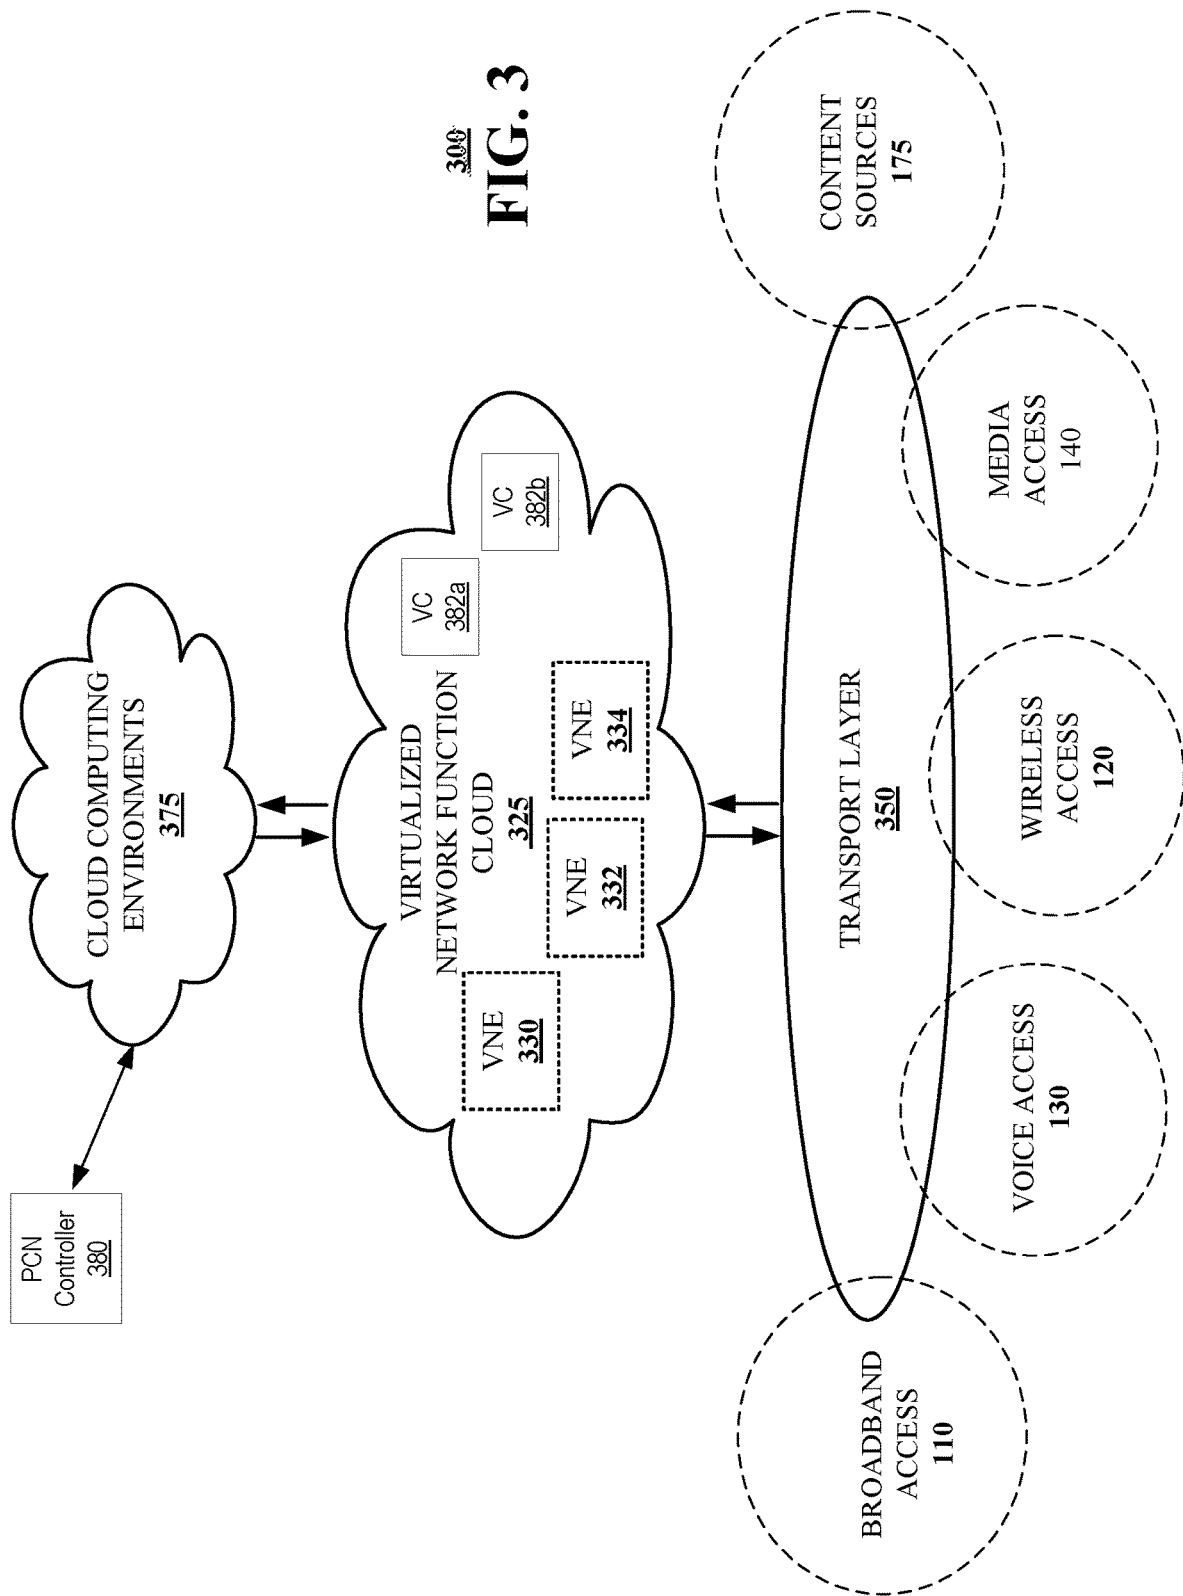 PCN
Controller
380
CLOUD COMPUTING
ENVIRONMENTS
375
VIRTUALIZED
NETWORK FUNCTION
CLOUD
325
VNE
330
VNE
332
VNE
334
VC
382a
VC
382b
300
FIG. 3
TRANSPORT LAYER
350
BROADBAND
ACCESS
110
VOICE ACCESS
130
WIRELESS
ACCESS
120
MEDIA
ACCESS
140
CONTENT
SOURCES
175